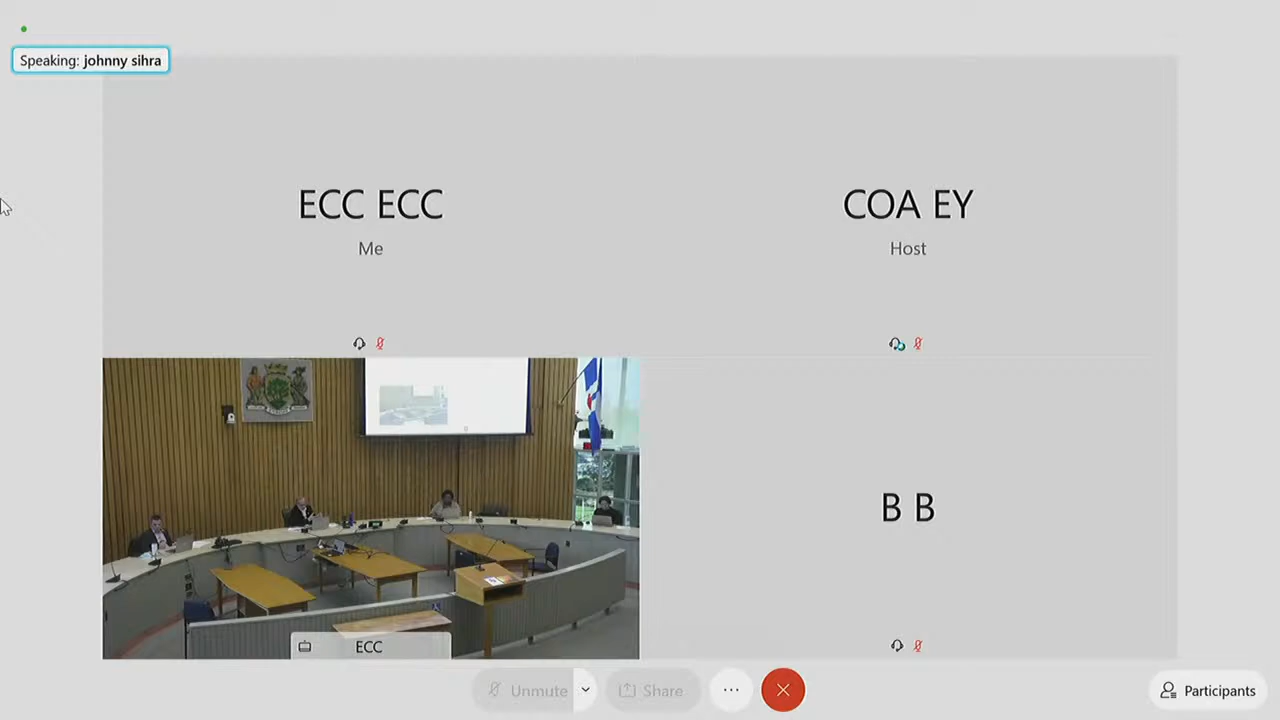 Speaking: johnny sihra
ECC ECC
Me
COA EY
Host
ECC
B B
Unmute
Share
Participants